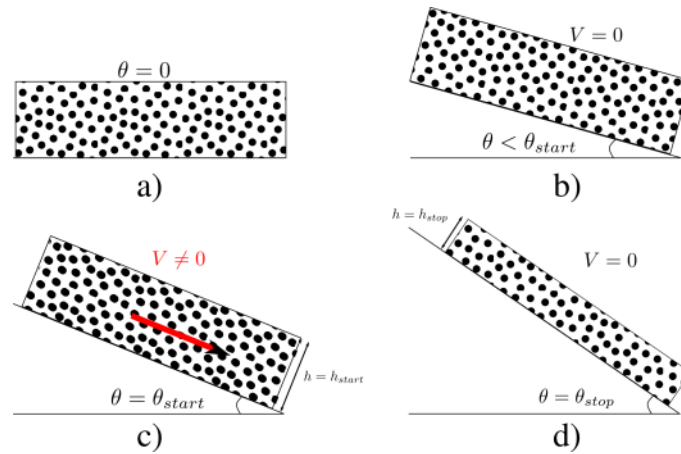 θ = 0
a)
V = 0
θ < θ_start
b)
V ≠ 0
h = h_start
θ = θ_start
c)
h = h_stop
V = 0
θ = θ_stop
d)